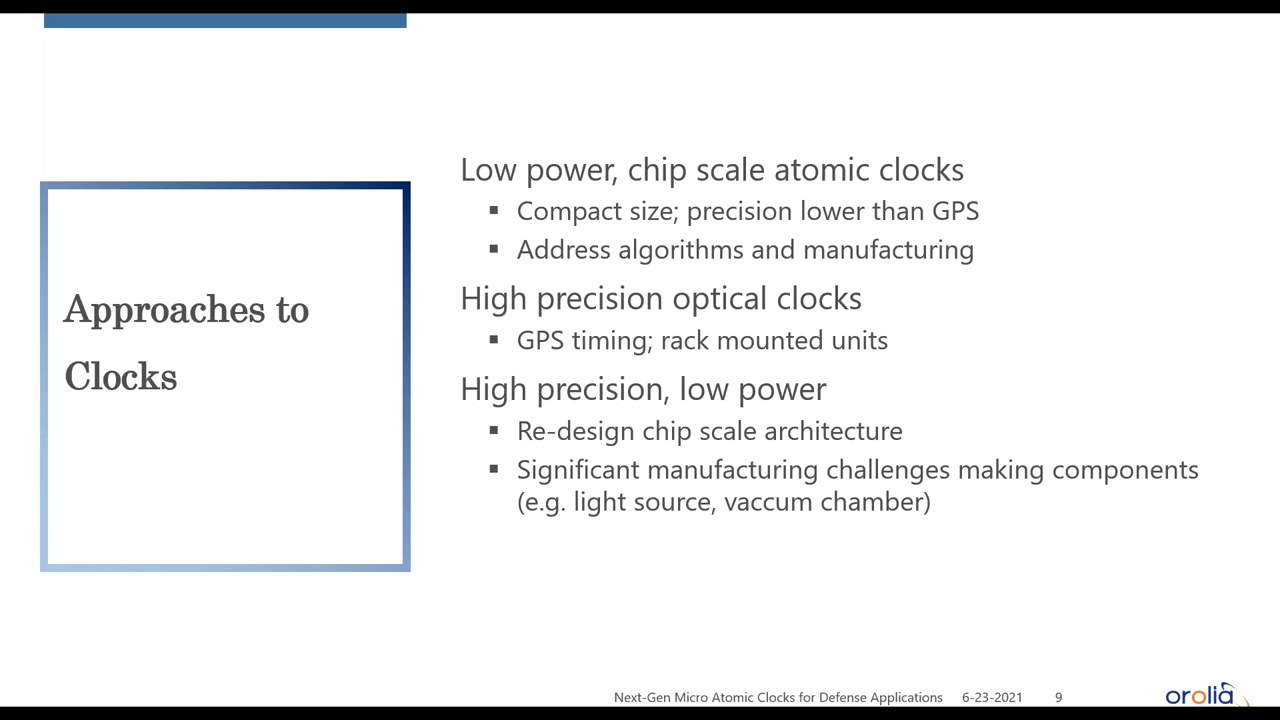 Approaches to
Clocks
Low power, chip scale atomic clocks
▪ Compact size; precision lower than GPS
▪ Address algorithms and manufacturing
High precision optical clocks
▪ GPS timing; rack mounted units
High precision, low power
▪ Re-design chip scale architecture
▪ Significant manufacturing challenges making components
(e.g. light source, vaccum chamber)
Next-Gen Micro Atomic Clocks for Defense Applications 6-23-2021 9
orolia